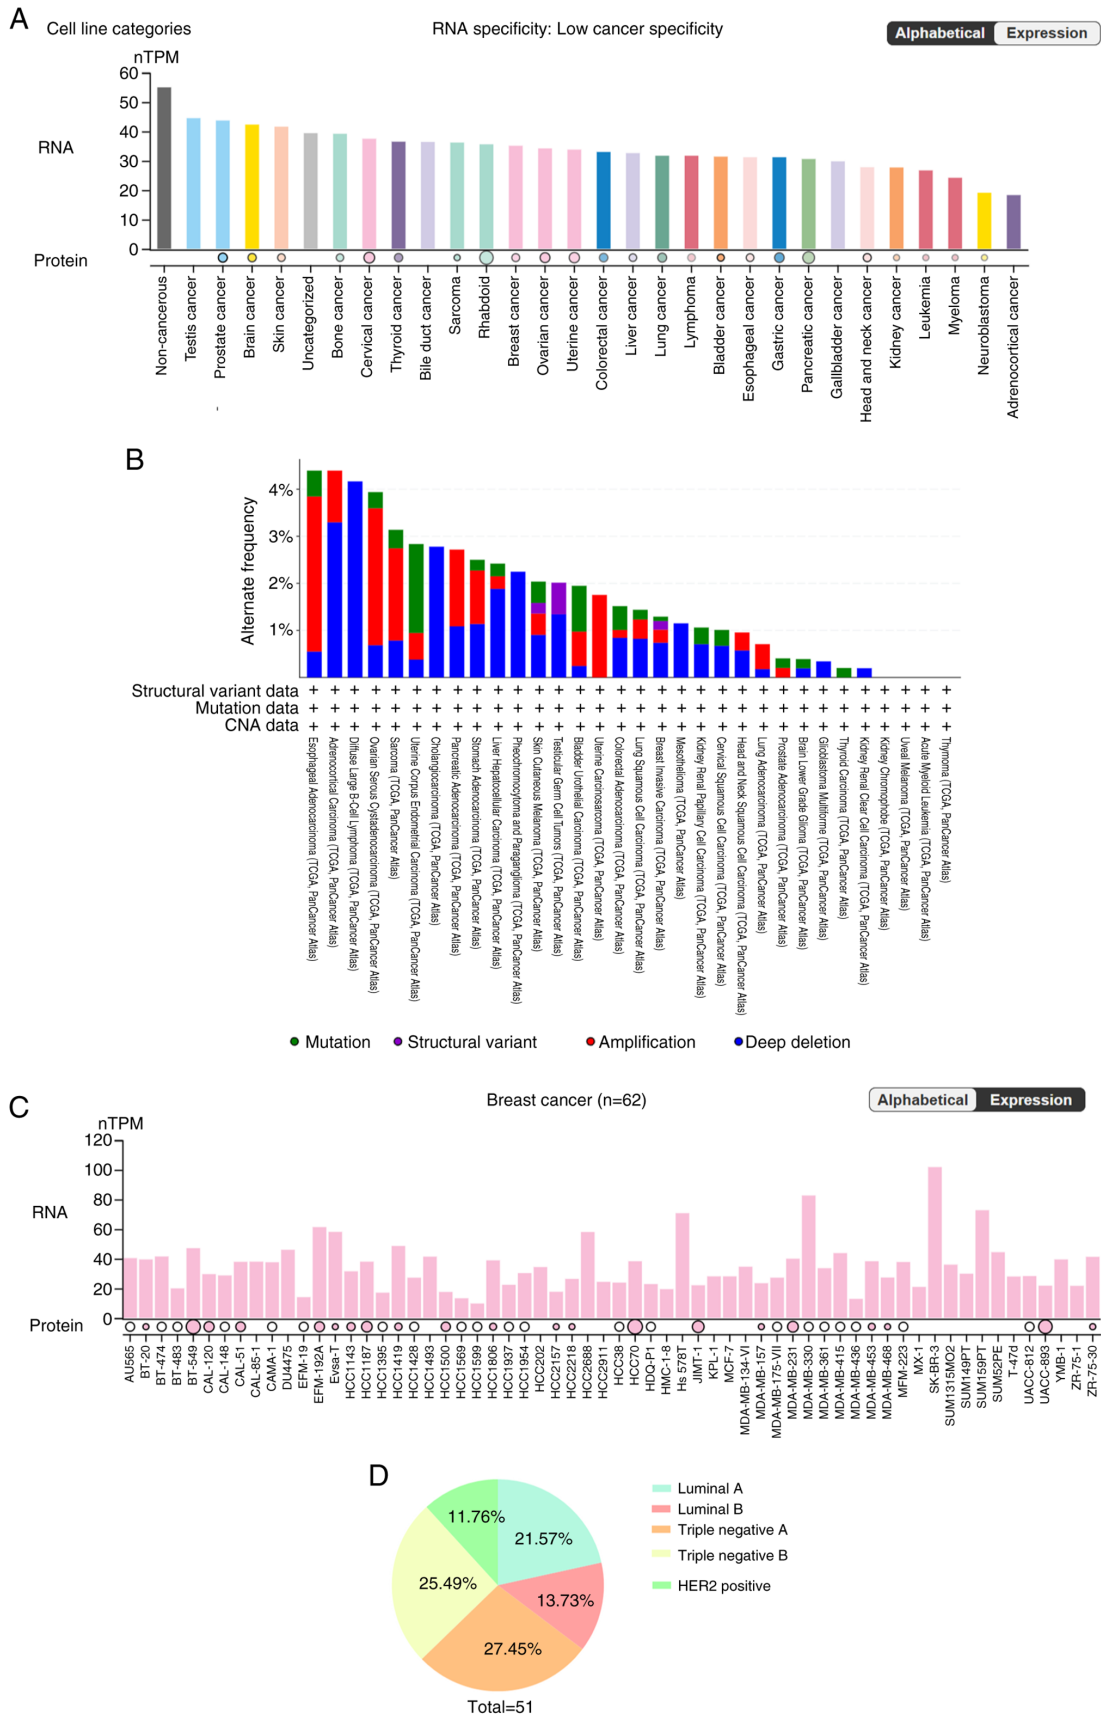 A
Cell line categories
RNA specificity: Low cancer specificity
Alphabetical
Expression
nTPM
60
50
40
30
20
10
0
RNA
Protein
Non-cancerous
Testis cancer
Prostate cancer
Brain cancer
Skin cancer
Uncategorized
Bone cancer
Cervical cancer
Thyroid cancer
Bile duct cancer
Sarcoma
Rhabdoid
Breast cancer
Ovarian cancer
Uterine cancer
Colorectal cancer
Liver cancer
Lung cancer
Lymphoma
Bladder cancer
Esophageal cancer
Gastric cancer
Pancreatic cancer
Gallbladder cancer
Head and neck cancer
Kidney cancer
Leukemia
Myeloma
Neuroblastoma
Adrenocortical cancer
B
Alternate frequency
4%
3%
2%
1%
Structural variant data + + + + + + + + + + + + + + + + + + + + + + + + + + + + + + + +
Mutation data + + + + + + + + + + + + + + + + + + + + + + + + + + + + + + + +
CNA data + + + + + + + + + + + + + + + + + + + + + + + + + + + + + + + +
Esophageal Adenocarcinoma (TCGA, PanCancer Atlas)
Adrenocortical Carcinoma (TCGA, PanCancer Atlas)
Diffuse Large B-Cell Lymphoma (TCGA, PanCancer Atlas)
Ovarian Serous Cystadenocarcinoma (TCGA, PanCancer Atlas)
Sarcoma (TCGA, PanCancer Atlas)
Uterine Corpus Endometrial Carcinoma (TCGA, PanCancer Atlas)
Cholangiocarcinoma (TCGA, PanCancer Atlas)
Pancreatic Adenocarcinoma (TCGA, PanCancer Atlas)
Stomach Adenocarcinoma (TCGA, PanCancer Atlas)
Liver Hepatocellular Carcinoma (TCGA, PanCancer Atlas)
Pheochromocytoma and Paraganglioma (TCGA, PanCancer Atlas)
Skin Cutaneous Melanoma (TCGA, PanCancer Atlas)
Testicular Germ Cell Tumors (TCGA, PanCancer Atlas)
Bladder Urothelial Carcinoma (TCGA, PanCancer Atlas)
Uterine Carcinosarcoma (TCGA, PanCancer Atlas)
Colorectal Adenocarcinoma (TCGA, PanCancer Atlas)
Lung Squamous Cell Carcinoma (TCGA, PanCancer Atlas)
Breast Invasive Carcinoma (TCGA, PanCancer Atlas)
Mesothelioma (TCGA, PanCancer Atlas)
Kidney Renal Papillary Cell Carcinoma (TCGA, PanCancer Atlas)
Cervical Squamous Cell Carcinoma (TCGA, PanCancer Atlas)
Head and Neck Squamous Cell Carcinoma (TCGA, PanCancer Atlas)
Lung Adenocarcinoma (TCGA, PanCancer Atlas)
Prostate Adenocarcinoma (TCGA, PanCancer Atlas)
Brain Lower Grade Glioma (TCGA, PanCancer Atlas)
Glioblastoma Multiforme (TCGA, PanCancer Atlas)
Thyroid Carcinoma (TCGA, PanCancer Atlas)
Kidney Renal Clear Cell Carcinoma (TCGA, PanCancer Atlas)
Kidney Chromophobe (TCGA, PanCancer Atlas)
Uveal Melanoma (TCGA, PanCancer Atlas)
Acute Myeloid Leukemia (TCGA, PanCancer Atlas)
Thymoma (TCGA, PanCancer Atlas)
Mutation
Structural variant
Amplification
Deep deletion
C
Breast cancer (n=62)
Alphabetical
Expression
nTPM
120
100
80
60
40
20
0
RNA
Protein
AU565
BT-20
BT-474
BT-483
BT-549
CAL-120
CAL-148
CAL-51
CAL-85-1
CAMA-1
DU4475
EFM-19
EFM-192A
Evsa-T
HCC1143
HCC1187
HCC1395
HCC1419
HCC1428
HCC1493
HCC1500
HCC1569
HCC1599
HCC1806
HCC1937
HCC1954
HCC202
HCC2157
HCC2218
HCC2688
HCC2911
HCC38
HCC70
HDQ-P1
HMC-1-8
Hs 578T
JIMT-1
KPL-1
MCF-7
MDA-MB-134-VI
MDA-MB-157
MDA-MB-175-VII
MDA-MB-231
MDA-MB-330
MDA-MB-361
MDA-MB-415
MDA-MB-436
MDA-MB-453
MDA-MB-468
MFM-223
MX-1
SK-BR-3
SUM1315MO2
SUM149PT
SUM159PT
SUM52PE
T-47d
UACC-812
UACC-893
YMB-1
ZR-75-1
ZR-75-30
D
11.76%
21.57%
25.49%
13.73%
27.45%
Total=51
Luminal A
Luminal B
Triple negative A
Triple negative B
HER2 positive